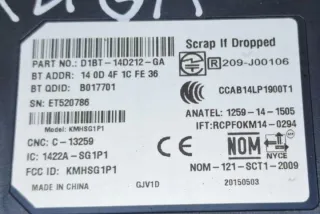 Scrap If Dropped
PART NO.: D1BT-14D212-GA
BT ADDR: 14 0D 4F 1C FE 36
R 209-J00106
BT QDID: B017701
CCAB14LP1900T1
SN: ET520786
ANATEL: 1259-14-1505
Model: KMHSG1P1
IFT: RCPFOKM14-0294
CNC: C-13259
IC: 1422A-SG1P1
CE NOM NYCE
FCC ID: KMHSG1P1
NOM-121-SCT1-2009
MADE IN CHINA GJV1D 20150503